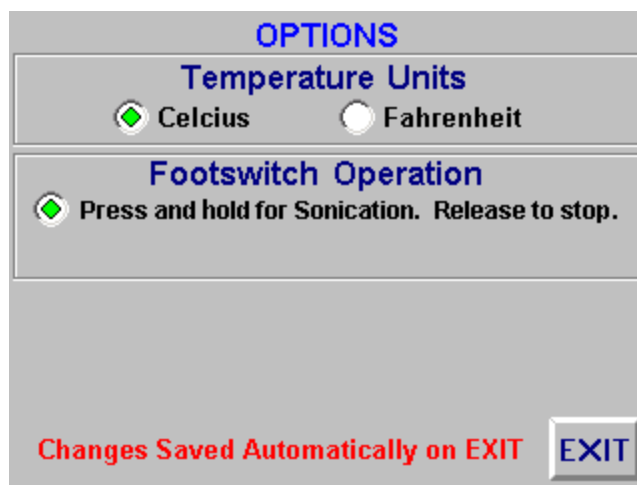 OPTIONS
Temperature Units
Celcius Fahrenheit
Footswitch Operation
Press and hold for Sonication. Release to stop.
Changes Saved Automatically on EXIT EXIT